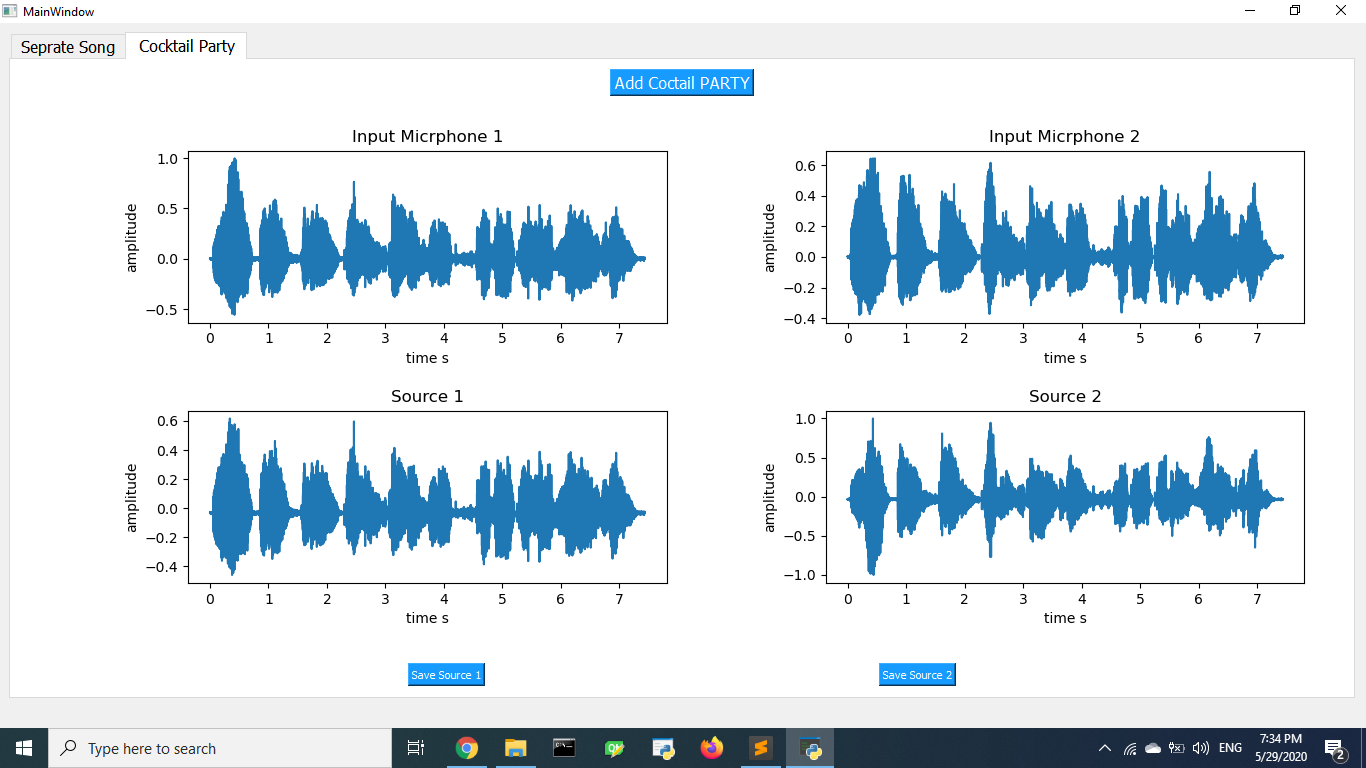 MainWindow
Seprate Song
Cocktail Party
Add Coctail PARTY
Input Micrphone 1
1.0
0.5
0.0
−0.5
amplitude
0 1 2 3 4 5 6 7
time s
Input Micrphone 2
0.6
0.4
0.2
0.0
−0.2
−0.4
amplitude
0 1 2 3 4 5 6 7
time s
Source 1
0.6
0.4
0.2
0.0
−0.2
−0.4
amplitude
0 1 2 3 4 5 6 7
time s
Source 2
1.0
0.5
0.0
−0.5
−1.0
amplitude
0 1 2 3 4 5 6 7
time s
Save Source 1
Save Source 2
Type here to search
ENG
7:34 PM
5/29/2020
2